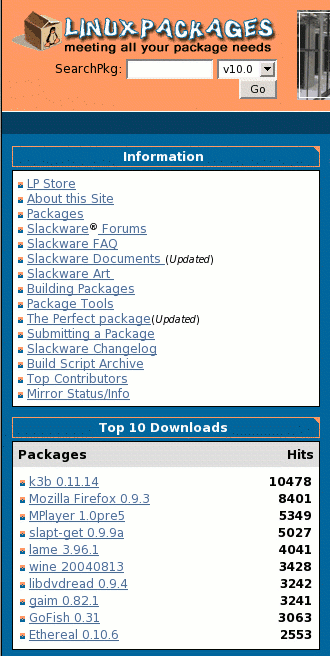 LINUXPACKAGES
meeting all your package needs
SearchPkg: v10.0
Go
Information
LP Store
About this Site
Packages
Slackware® Forums
Slackware FAQ
Slackware Documents (Updated)
Slackware Art
Building Packages
Package Tools
The Perfect package(Updated)
Submitting a Package
Slackware Changelog
Build Script Archive
Top Contributors
Mirror Status/Info
Top 10 Downloads
Packages Hits
k3b 0.11.14 10478
Mozilla Firefox 0.9.3 8401
MPlayer 1.0pre5 5349
slapt-get 0.9.9a 5027
lame 3.96.1 4041
wine 20040813 3428
libdvdread 0.9.4 3242
gaim 0.82.1 3241
GoFish 0.31 3063
Ethereal 0.10.6 2553